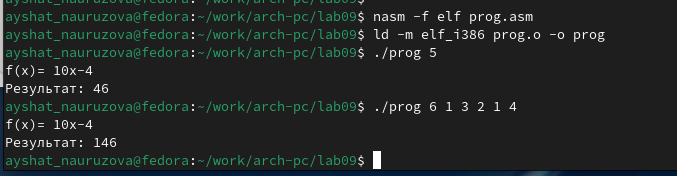 ayshat_nauruzova@fedora:~/work/arch-pc/lab09$ nasm -f elf prog.asm
ayshat_nauruzova@fedora:~/work/arch-pc/lab09$ ld -m elf_i386 prog.o -o prog
ayshat_nauruzova@fedora:~/work/arch-pc/lab09$ ./prog 5
f(x)= 10x-4
Результат: 46
ayshat_nauruzova@fedora:~/work/arch-pc/lab09$ ./prog 6 1 3 2 1 4
f(x)= 10x-4
Результат: 146
ayshat_nauruzova@fedora:~/work/arch-pc/lab09$